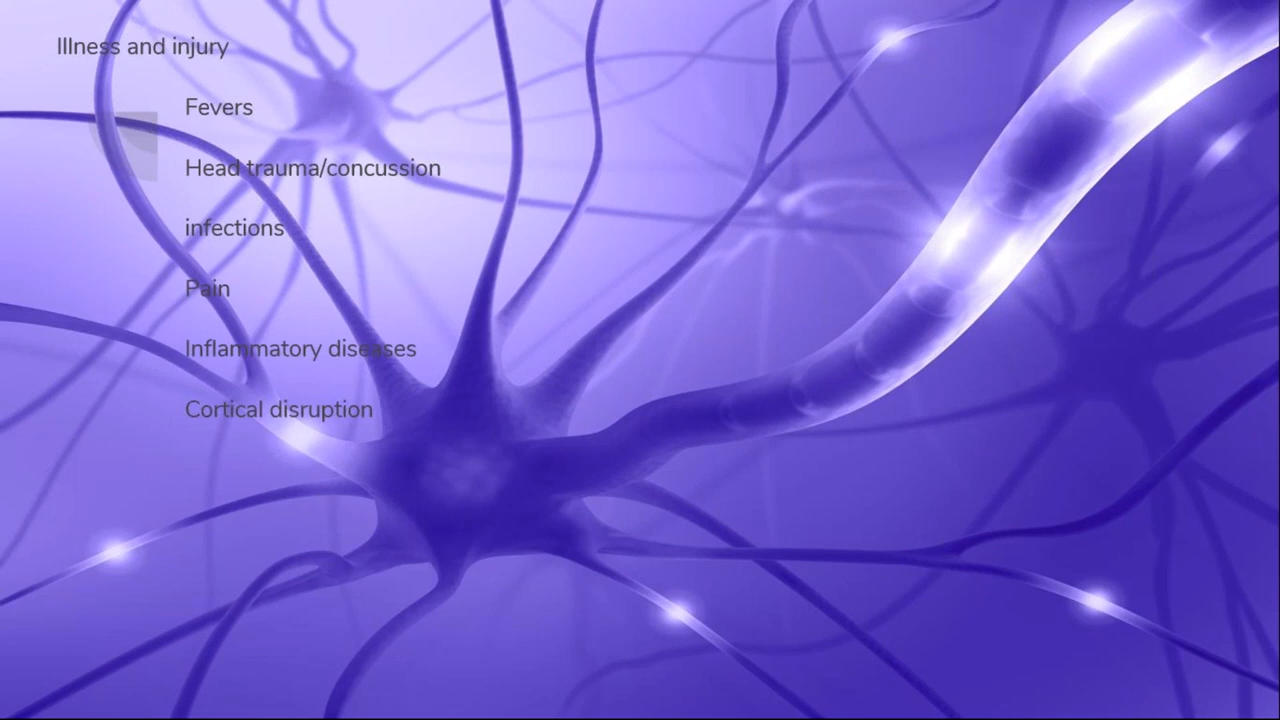 Illness and injury
Fevers
Head trauma/concussion
infections
Pain
Inflammatory diseases
Cortical disruption